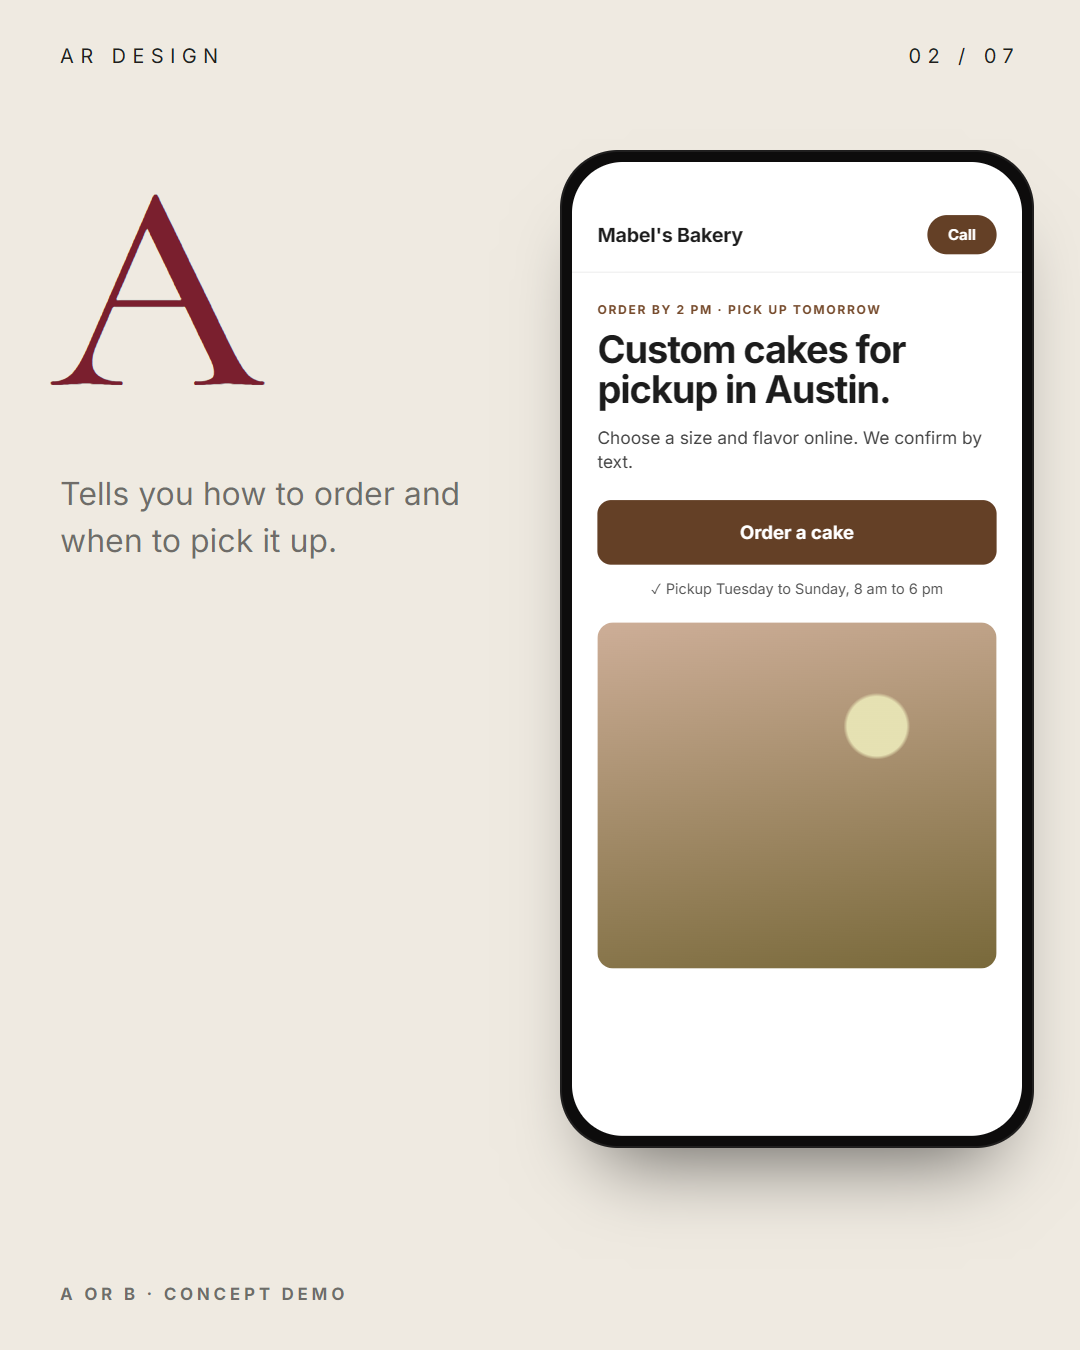 AR DESIGN
02 / 07
A
Tells you how to order and
when to pick it up.
Mabel's Bakery
Call
ORDER BY 2 PM · PICK UP TOMORROW
Custom cakes for
pickup in Austin.
Choose a size and flavor online. We confirm by
text.
Order a cake
✓ Pickup Tuesday to Sunday, 8 am to 6 pm
A OR B · CONCEPT DEMO